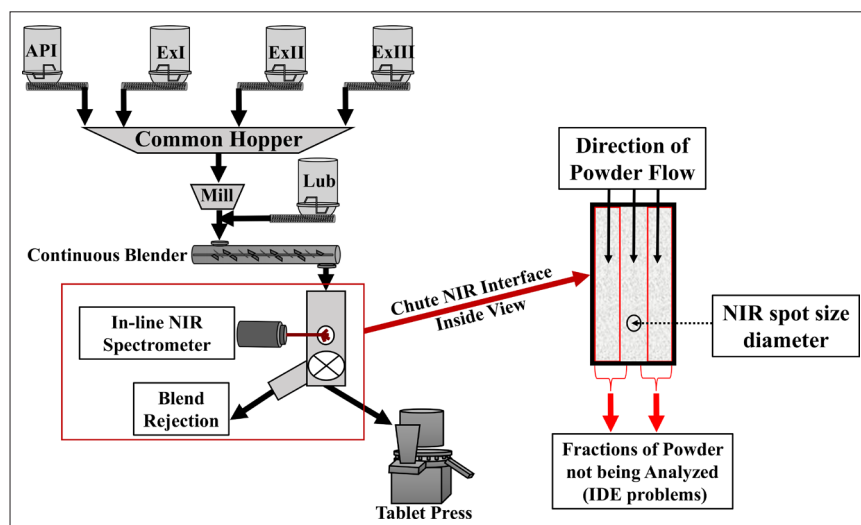 API
ExI
ExII
ExIII
Common Hopper
Mill
Lub
Continuous Blender
In-line NIR
Spectrometer
Blend
Rejection
Tablet Press
Chute NIR Interface
Inside View
Direction of
Powder Flow
NIR spot size
diameter
Fractions of Powder
not being Analyzed
(IDE problems)